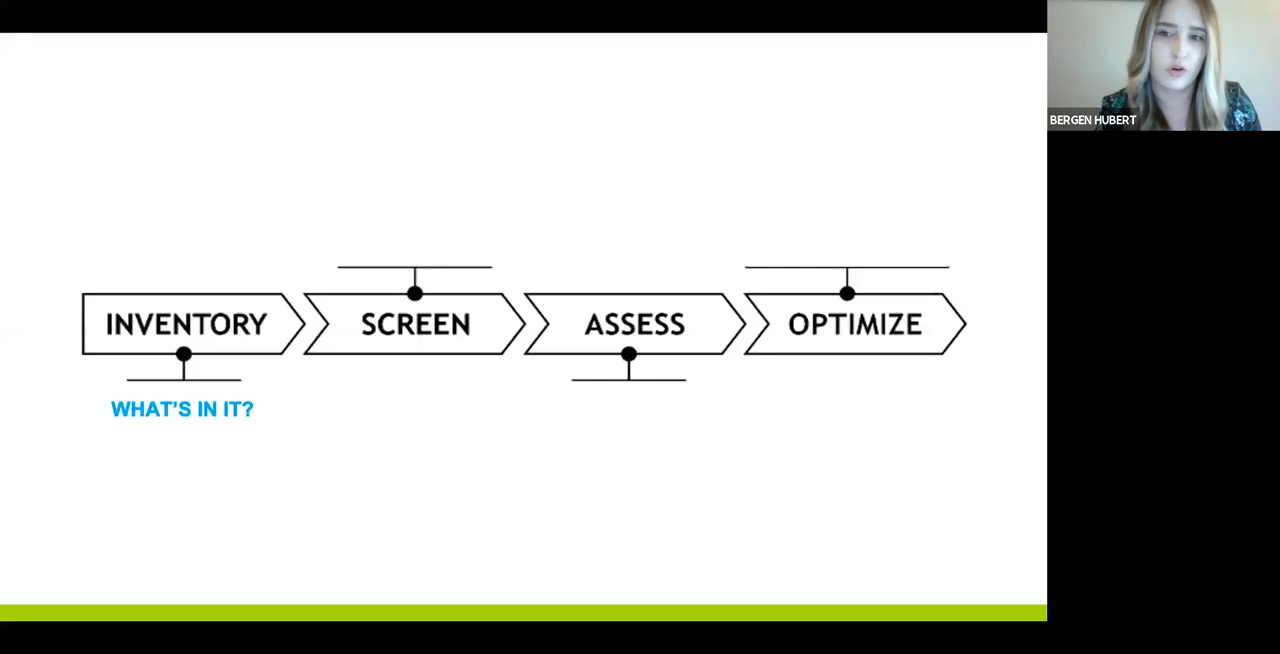 BERGEN HUBERT
INVENTORY
SCREEN
ASSESS
OPTIMIZE
WHAT'S IN IT?